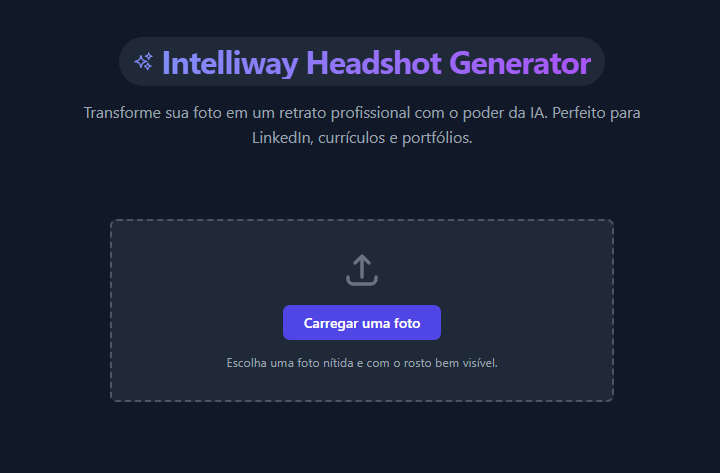 Intelliway Headshot Generator
Transforme sua foto em um retrato profissional com o poder da IA. Perfeito para
LinkedIn, currículos e portfólios.
Carregar uma foto
Escolha uma foto nítida e com o rosto bem visível.